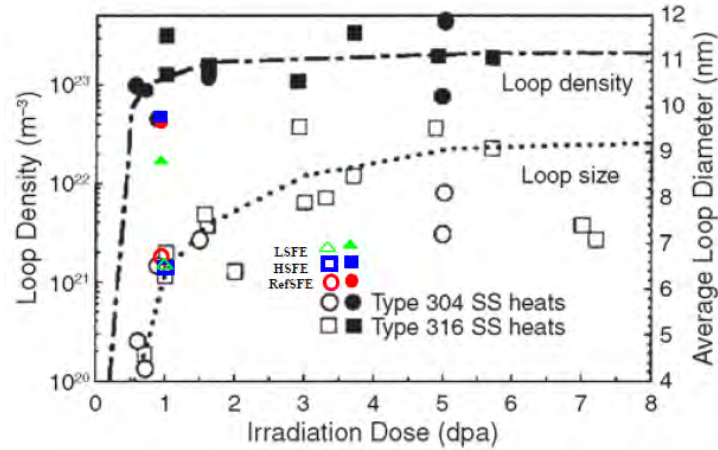 Loop Density (m⁻³)
10²³
10²²
10²¹
10²⁰
12
11
10
9
8
7
6
5
4
Average Loop Diameter (nm)
Loop density
Loop size
LSFE
HSFE
RefSFE
Type 304 SS heats
Type 316 SS heats
0 1 2 3 4 5 6 7 8
Irradiation Dose (dpa)